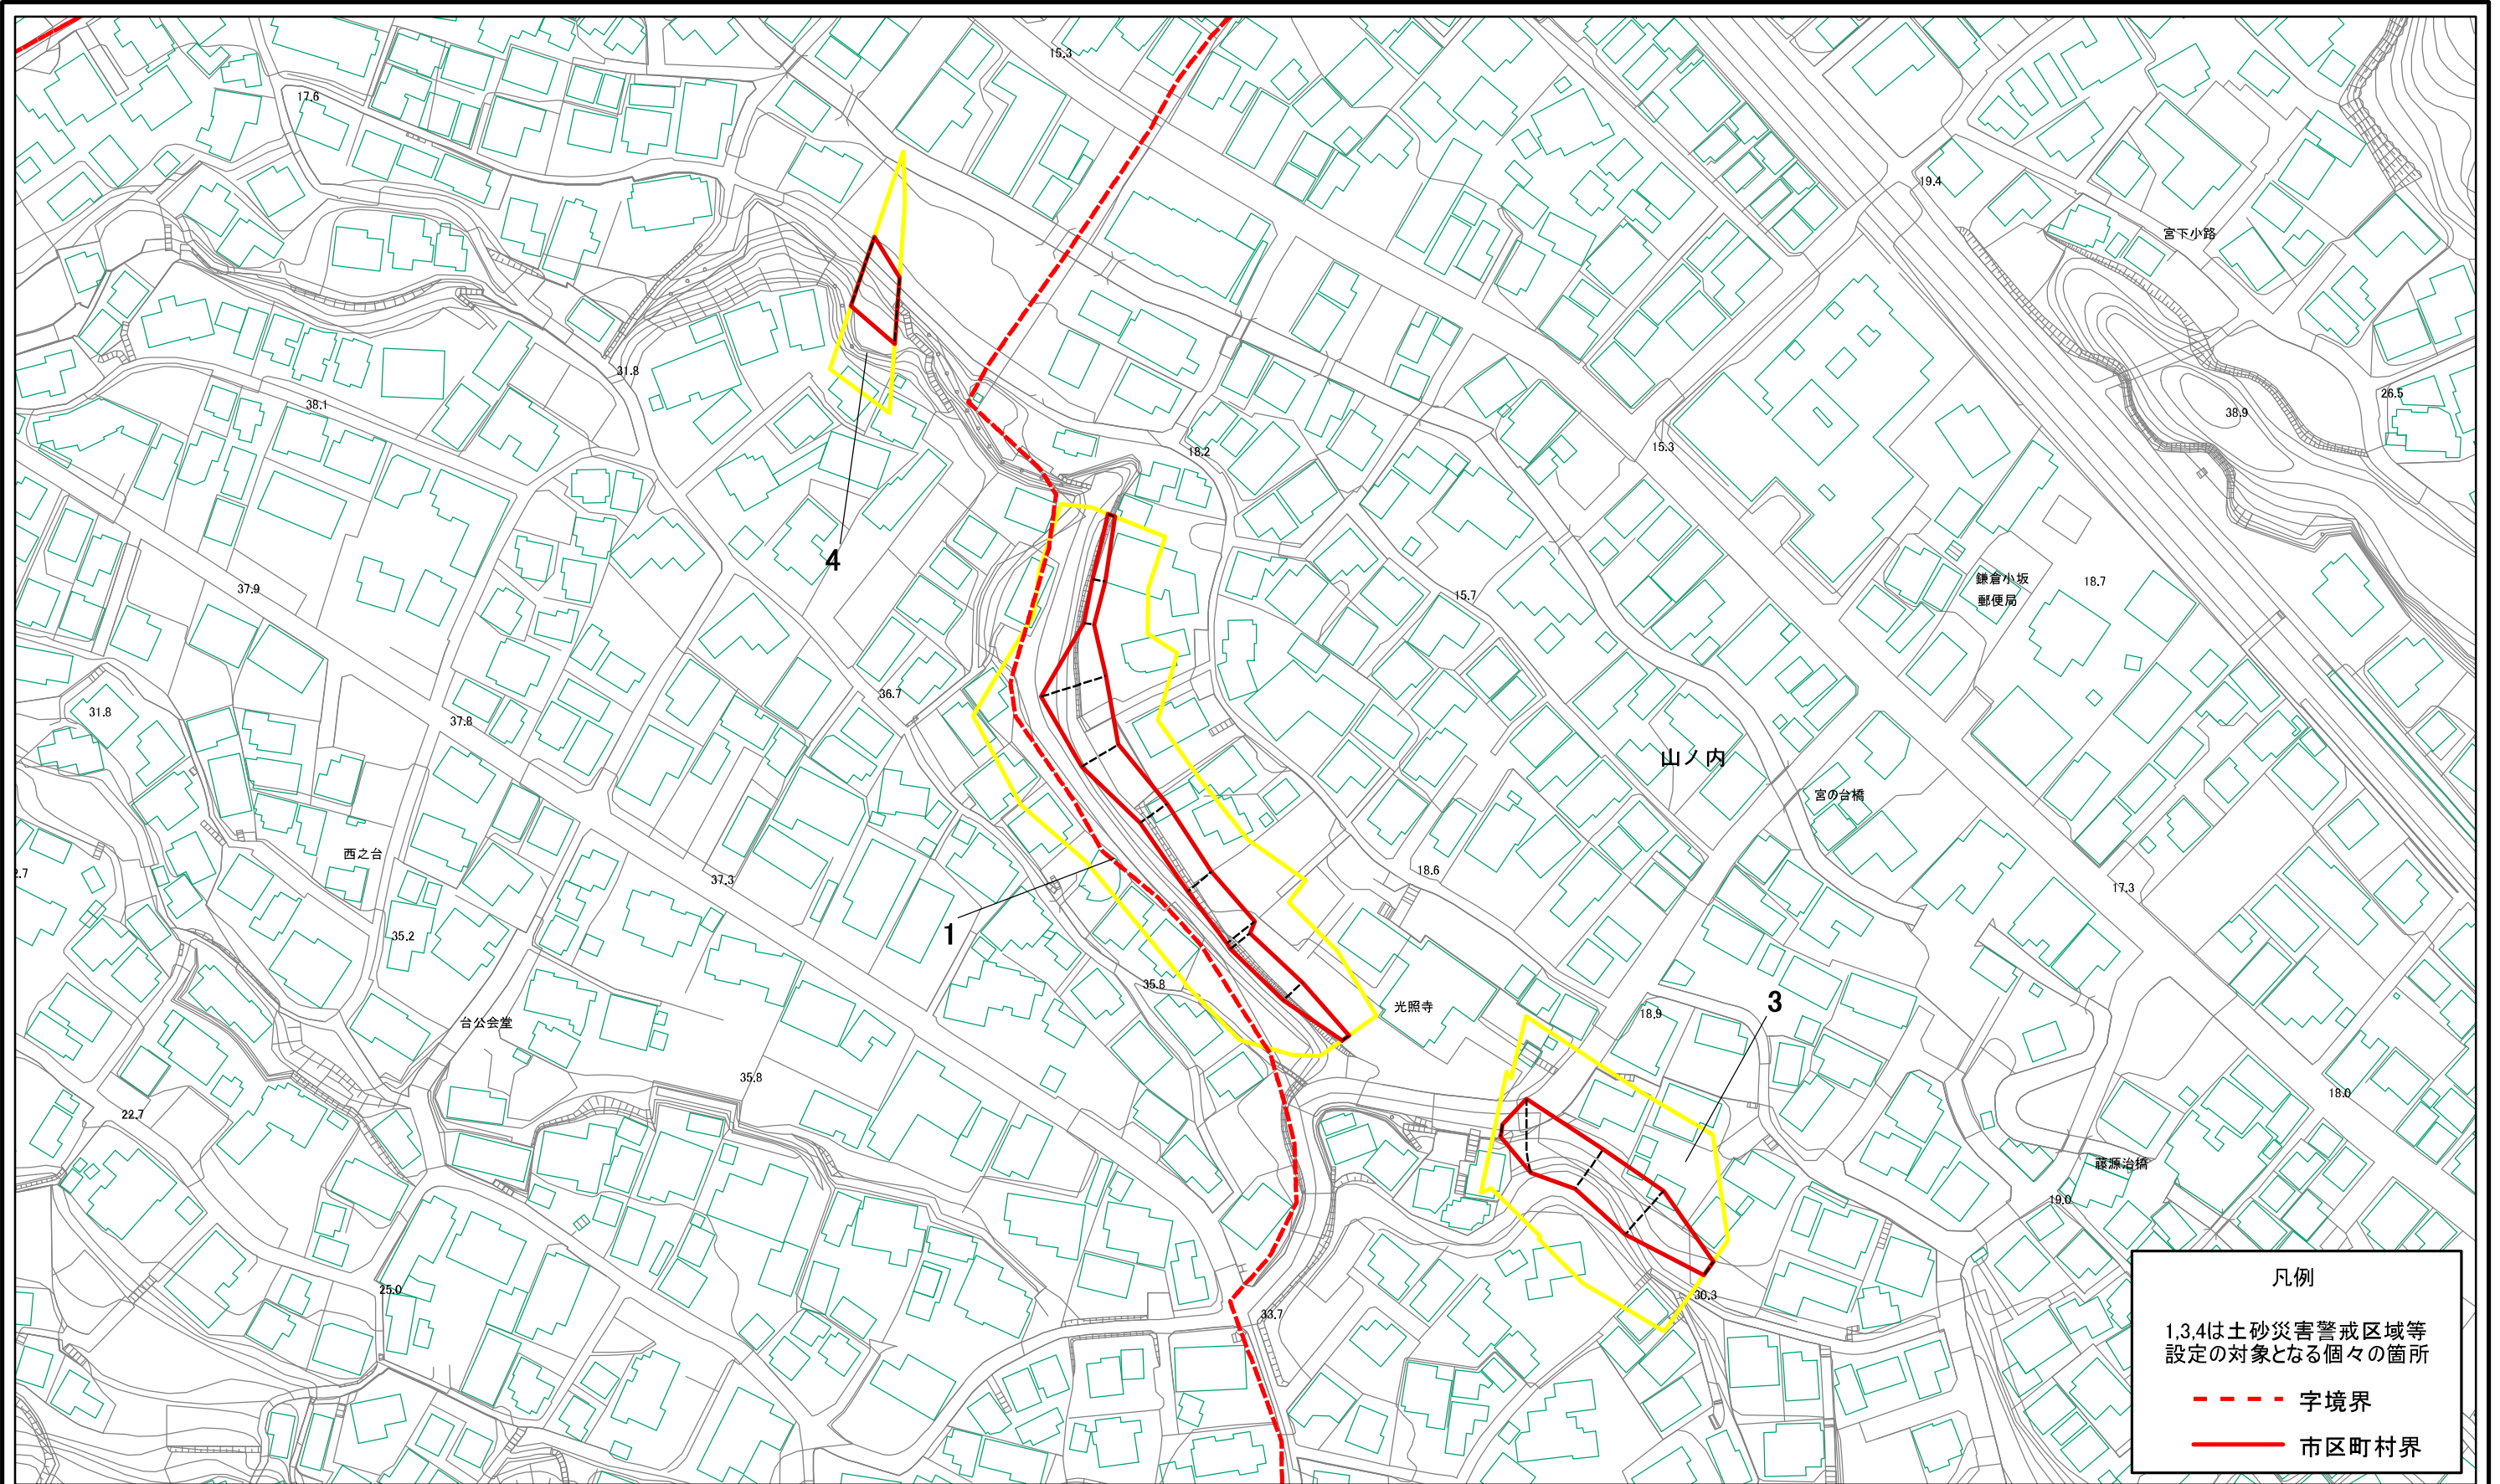 15.3
17.6
19.4
宮下小路
31.8
38.1
26.5
38.9
18.2
15.3
4
37.9
鎌倉小坂
郵便局
18.7
15.7
36.7
31.8
37.8
山ノ内
宮の台橋
西之台
2.7
37.3
18.6
17.3
1
35.2
35.8
光照寺
3
18.9
台公会堂
35.8
22.7
18.0
藤源治橋
19.0
25.0
30.3
33.7
凡例
1,3,4は土砂災害警戒区域等
設定の対象となる個々の箇所
字境界
市区町村界